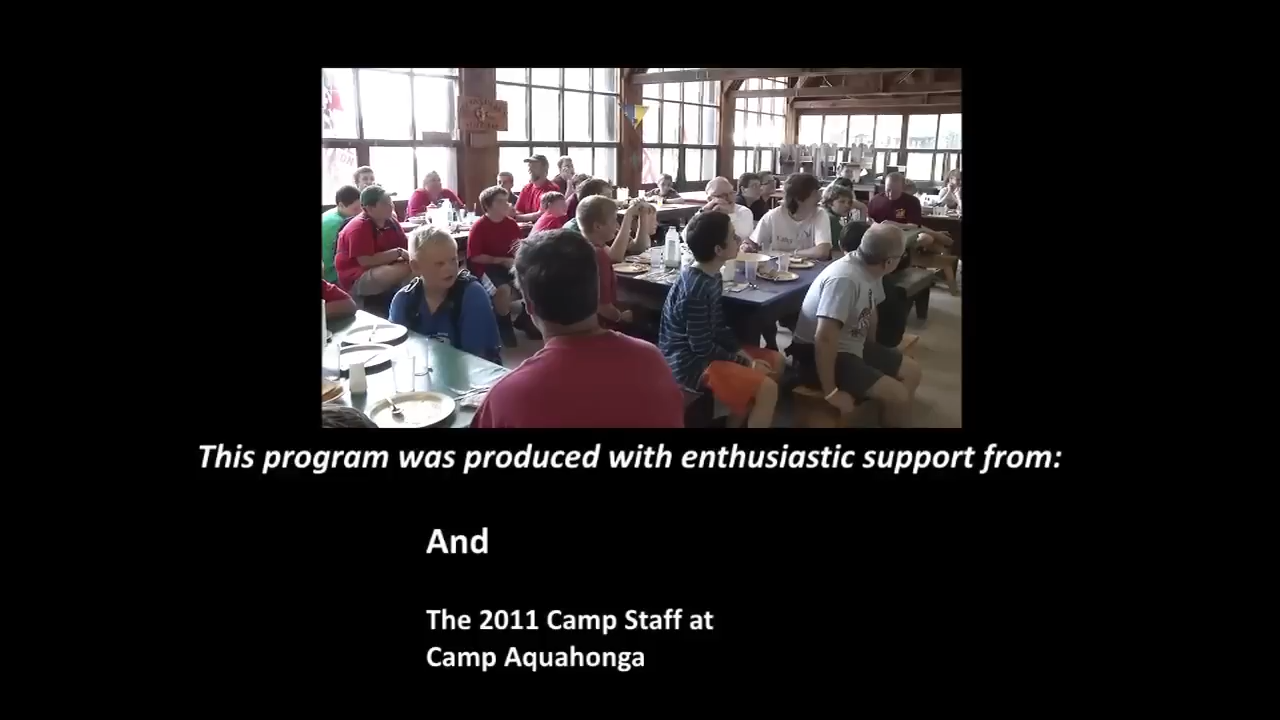 This program was produced with enthusiastic support from:
And
The 2011 Camp Staff at
Camp Aquahonga